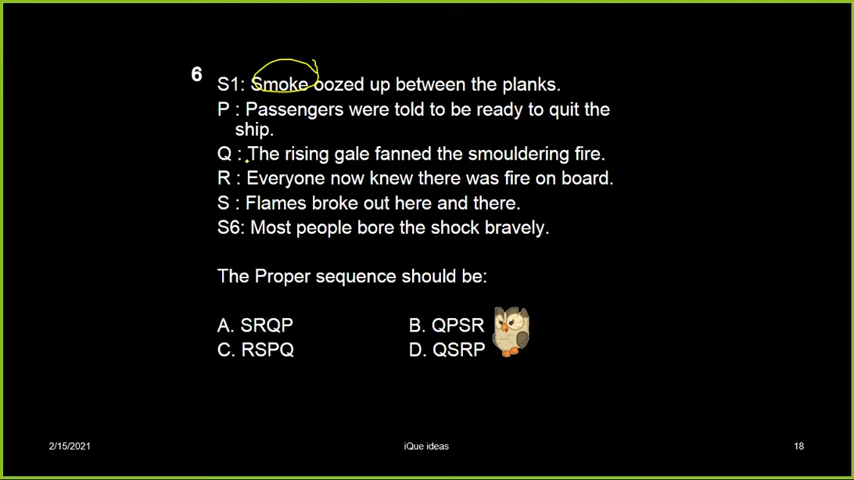 6
S1: Smoke oozed up between the planks.
P : Passengers were told to be ready to quit the
ship.
Q : The rising gale fanned the smouldering fire.
R : Everyone now knew there was fire on board.
S : Flames broke out here and there.
S6: Most people bore the shock bravely.
The Proper sequence should be:
A. SRQP
B. QPSR
C. RSPQ
D. QSRP
2/15/2021
iQue ideas
18